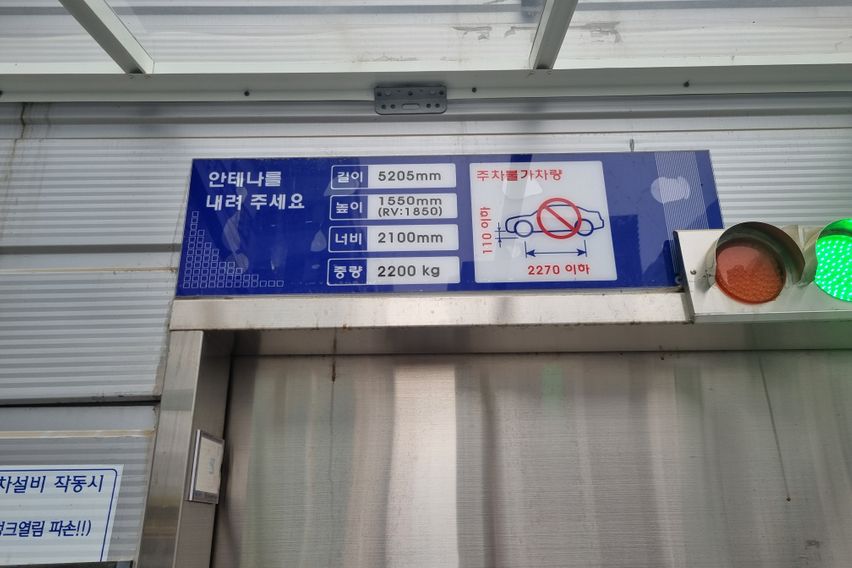 안테나를
내려 주세요
길이 5205mm
높이 1550mm
(RV:1850)
너비 2100mm
중량 2200 kg
주차불가차량
110 이하
2270 이하
차설비 작동시
크열림 파손!!)